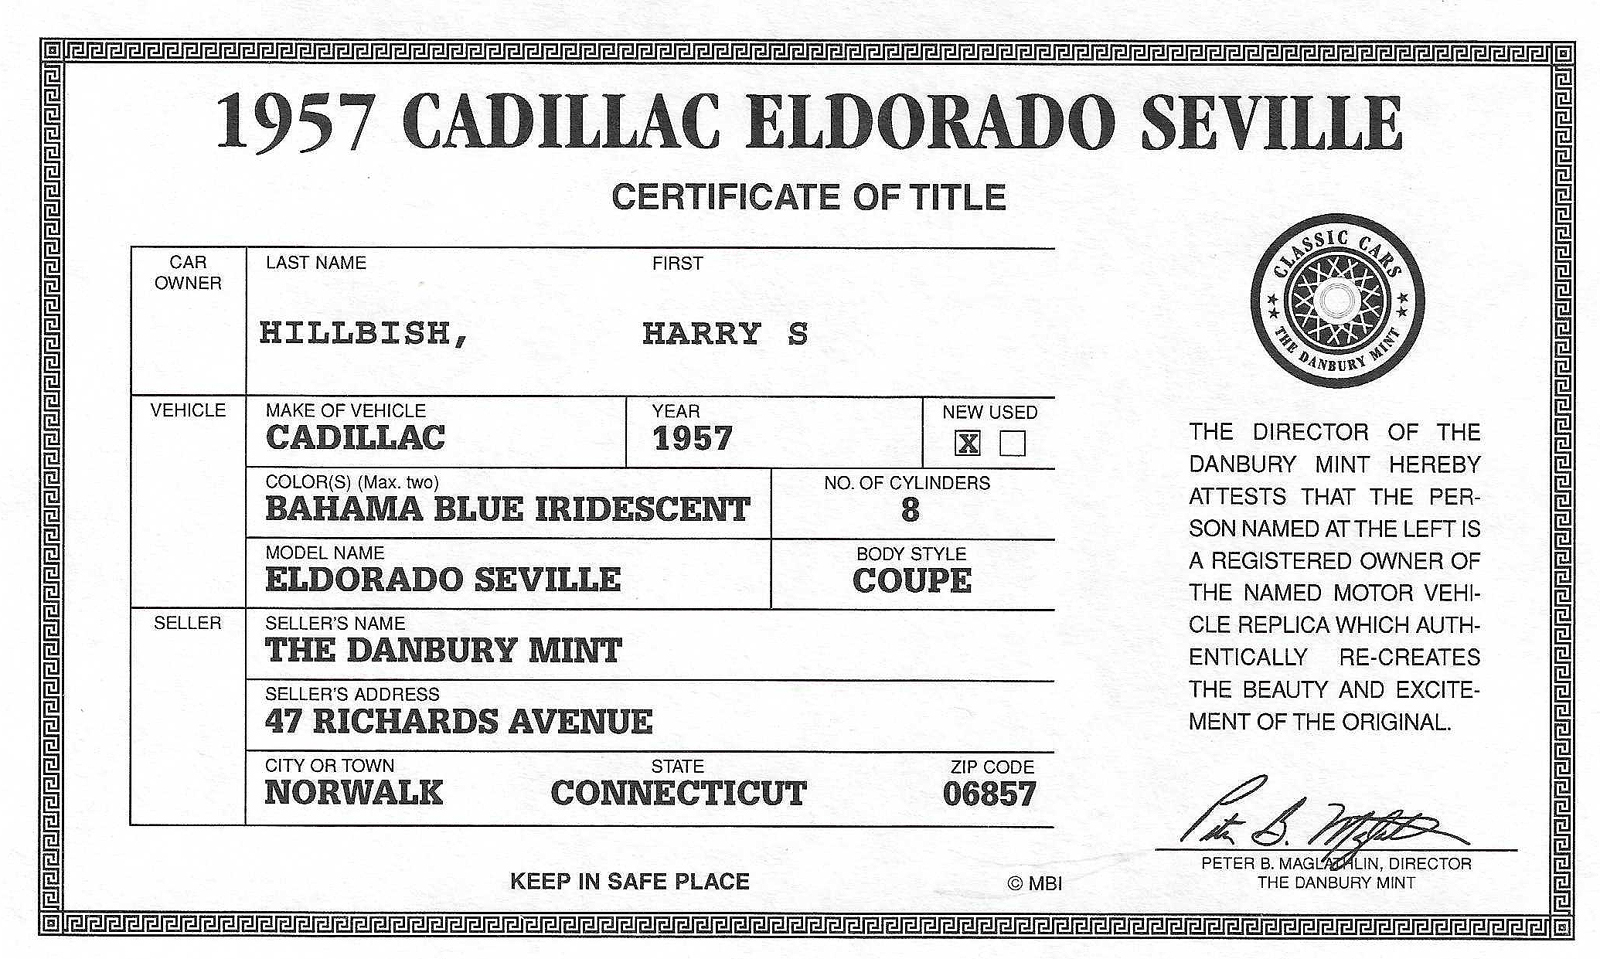 1957 CADILLAC ELDORADO SEVILLE
CERTIFICATE OF TITLE
CAR OWNER
LAST NAME FIRST
HILLBISH, HARRY S
VEHICLE
MAKE OF VEHICLE YEAR NEW USED
CADILLAC 1957 X
COLOR(S) (Max. two) NO. OF CYLINDERS
BAHAMA BLUE IRIDESCENT 8
MODEL NAME BODY STYLE
ELDORADO SEVILLE COUPE
SELLER
SELLER'S NAME
THE DANBURY MINT
SELLER'S ADDRESS
47 RICHARDS AVENUE
CITY OR TOWN STATE ZIP CODE
NORWALK CONNECTICUT 06857
KEEP IN SAFE PLACE
© MBI
CLASSIC CARS
THE DANBURY MINT
THE DIRECTOR OF THE
DANBURY MINT HEREBY
ATTESTS THAT THE PER-
SON NAMED AT THE LEFT IS
A REGISTERED OWNER OF
THE NAMED MOTOR VEHI-
CLE REPLICA WHICH AUTH-
ENTICALLY RE-CREATES
THE BEAUTY AND EXCITE-
MENT OF THE ORIGINAL.
Peter B. Maglathlin
PETER B. MAGLATHLIN, DIRECTOR
THE DANBURY MINT